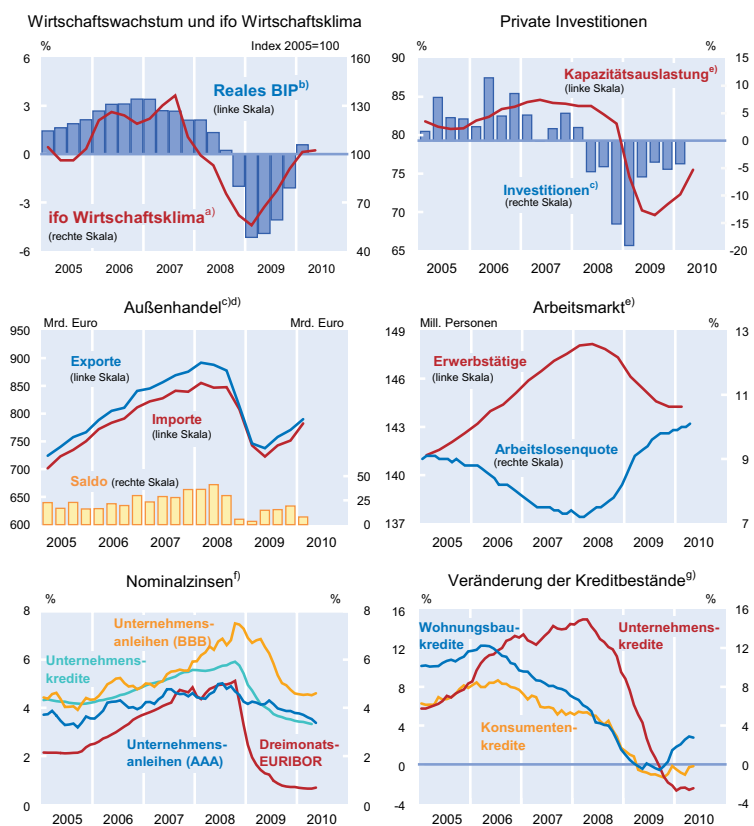 Wirtschaftswachstum und ifo Wirtschaftsklima
% Index 2005=100
6 160
Reales BIP b)
(linke Skala)
3 130
0 100
-3 70
ifo Wirtschaftsklima a)
(rechte Skala)
-6 40
2005 2006 2007 2008 2009 2010
Private Investitionen
% %
90 15
Kapazitätsauslastung e)
(linke Skala)
85 10
5
80 0
75 -5
Investitionen c)
(rechte Skala)
70 -10
-15
65 -20
2005 2006 2007 2008 2009 2010
Außenhandel c)d)
Mrd. Euro Mrd. Euro
950
900
Exporte
(linke Skala)
850
800
Importe
(linke Skala)
750
700
Saldo (rechte Skala)
50
650 25
600 0
2005 2006 2007 2008 2009 2010
Arbeitsmarkt e)
Mill. Personen %
149 13
Erwerbstätige
(linke Skala)
146 11
143
Arbeitslosenquote
(rechte Skala)
9
140
137 7
2005 2006 2007 2008 2009 2010
Nominalzinsen f)
% %
8 8
Unternehmens-
anleihen (BBB)
6 6
Unternehmens-
kredite
4 4
Unternehmens-
anleihen (AAA)
Dreimonats-
EURIBOR
2 2
0 0
2005 2006 2007 2008 2009 2010
Veränderung der Kreditbestände g)
% %
16 16
Wohnungsbau-
kredite
Unternehmens-
kredite
12 12
8 8
Konsumenten-
kredite
4 4
0 0
-4 -4
2005 2006 2007 2008 2009 2010